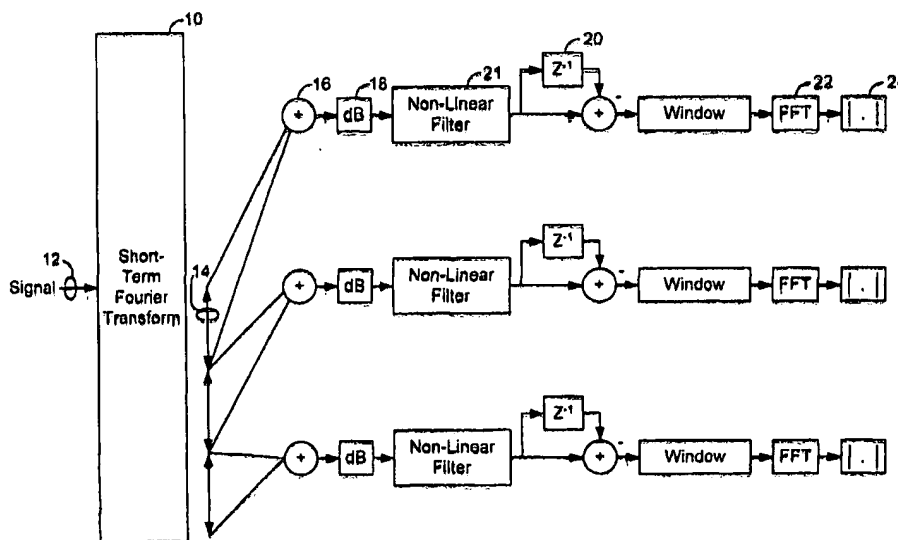 10
20
16
18
21
Z-1
22
2
+
dB
Non-Linear
Filter
+
-
Window
FFT
| . |
12
Signal
Short-
Term
Fourier
Transform
14
Z-1
+
dB
Non-Linear
Filter
+
-
Window
FFT
| . |
Z-1
+
dB
Non-Linear
Filter
+
-
Window
FFT
| . |